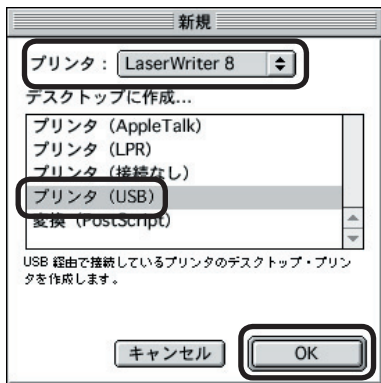 新規
プリンタ： LaserWriter 8
デスクトップに作成...
プリンタ（AppleTalk）
プリンタ（LPR）
プリンタ（接続なし）
プリンタ（USB）
変換（PostScript）
USB 経由で接続しているプリンタのデスクトップ・プリン
タを作成します。
キャンセル OK